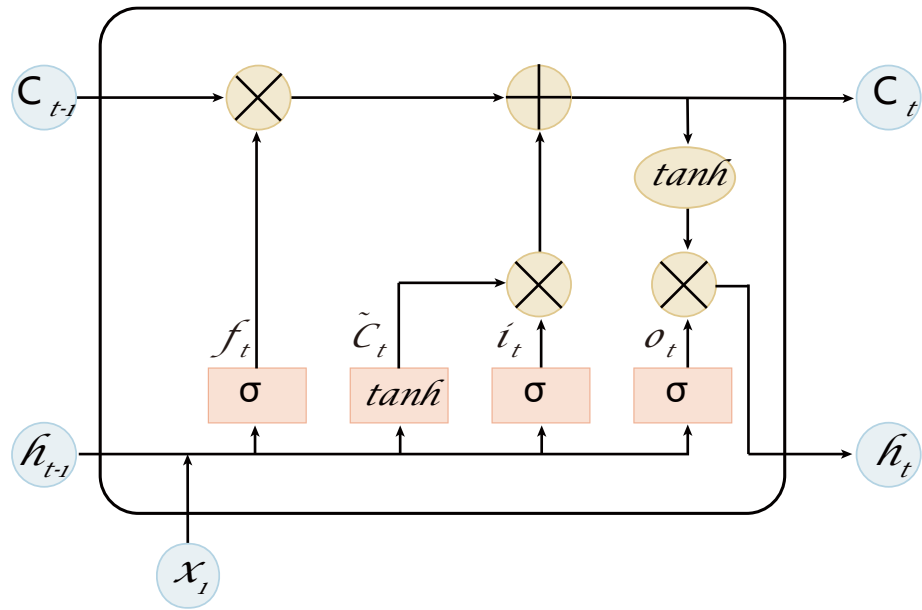 C t-1
C t
tanh
f t
C̃ t
i t
o t
σ
tanh
σ
σ
h t-1
h t
x 1